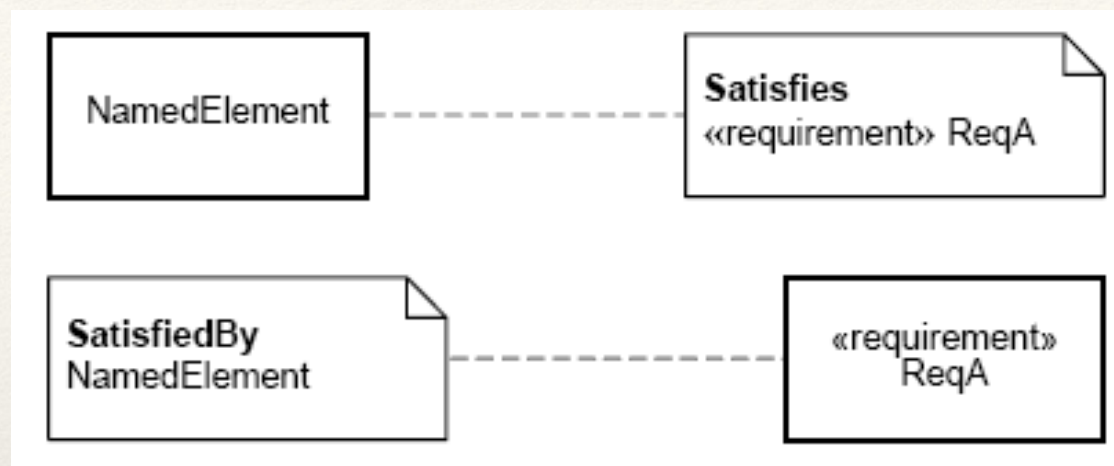 NamedElement
Satisfies
«requirement» ReqA
SatisfiedBy
NamedElement
«requirement»
ReqA